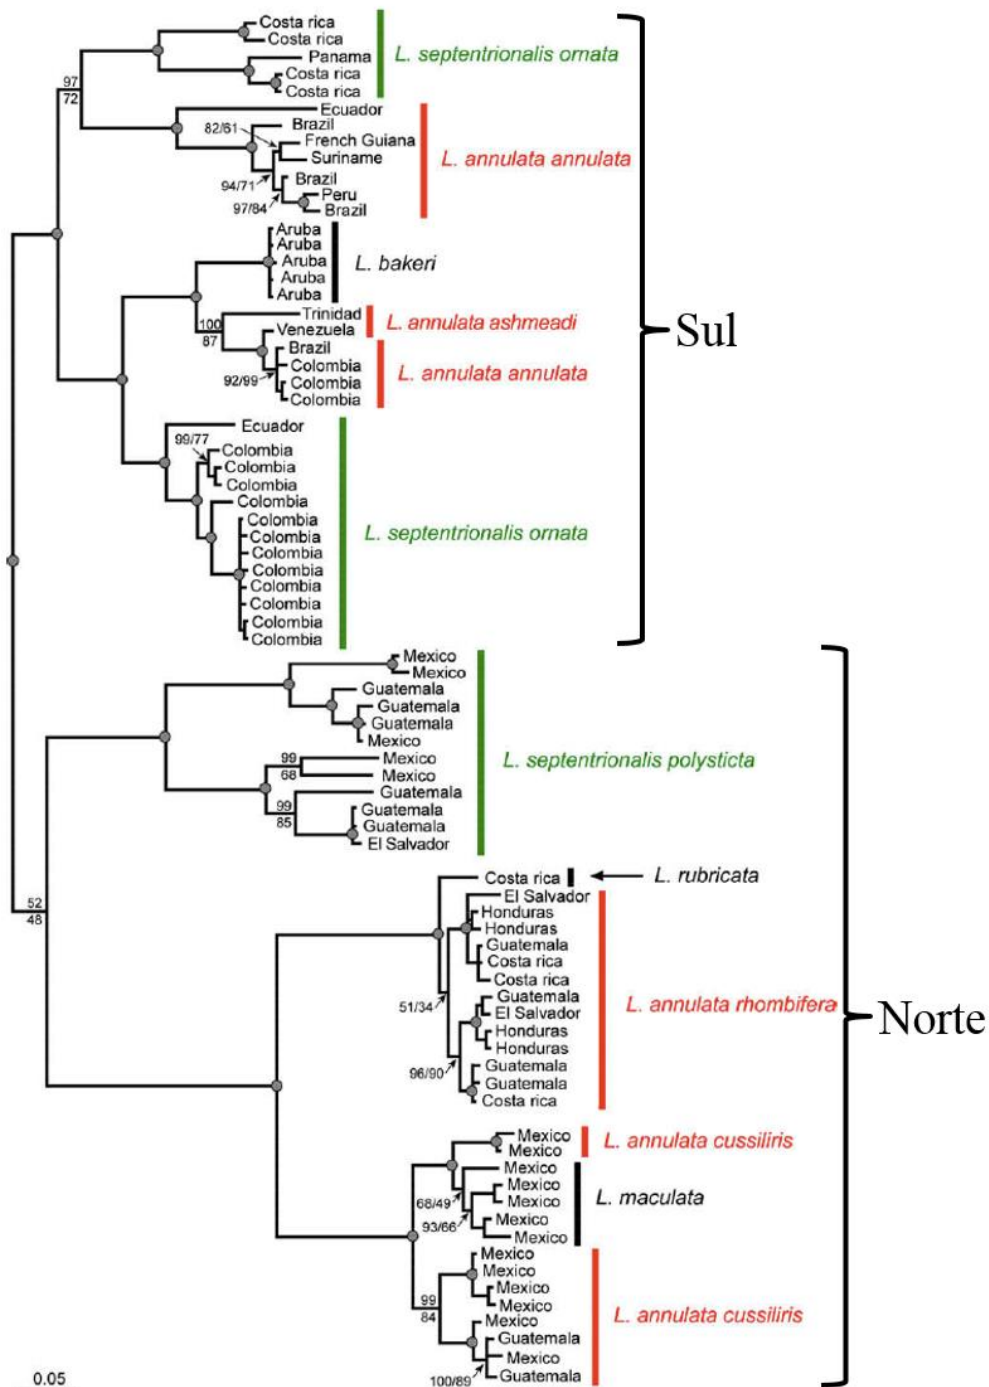 Costa rica
Costa rica
Panama
Costa rica
Costa rica
L. septentrionalis ornata
97
72
Ecuador
Brazil
82/61
French Guiana
Suriname
L. annulata annulata
94/71
Brazil
Peru
97/84
Brazil
Aruba
Aruba
Aruba
Aruba
Aruba
L. bakeri
Trinidad
100
87
Venezuela
L. annulata ashmeadi
Sul
Brazil
Colombia
92/99
Colombia
Colombia
L. annulata annulata
Ecuador
99/77
Colombia
Colombia
Colombia
Colombia
Colombia
Colombia
Colombia
Colombia
Colombia
Colombia
Colombia
Colombia
L. septentrionalis ornata
Mexico
Mexico
Guatemala
Guatemala
Guatemala
Mexico
99
68
Mexico
Mexico
L. septentrionalis polysticta
Guatemala
99
85
Guatemala
Guatemala
El Salvador
Costa rica
L. rubricata
52
48
El Salvador
Honduras
Honduras
Guatemala
Costa rica
Costa rica
51/34
Guatemala
El Salvador
Honduras
Honduras
96/90
Guatemala
Guatemala
Costa rica
L. annulata rhombifera
Norte
Mexico
Mexico
L. annulata cussiliris
Mexico
Mexico
68/49
Mexico
93/66
Mexico
Mexico
L. maculata
Mexico
Mexico
Mexico
99
84
Mexico
Mexico
Guatemala
Mexico
100/89
Guatemala
L. annulata cussiliris
0.05